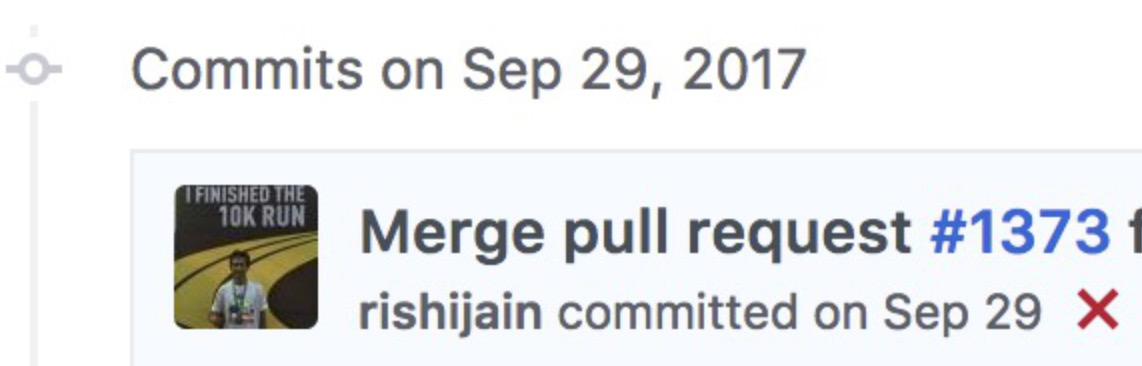 Commits on Sep 29, 2017
I FINISHED THE
10K RUN
Merge pull request #1373 f
rishijain committed on Sep 29